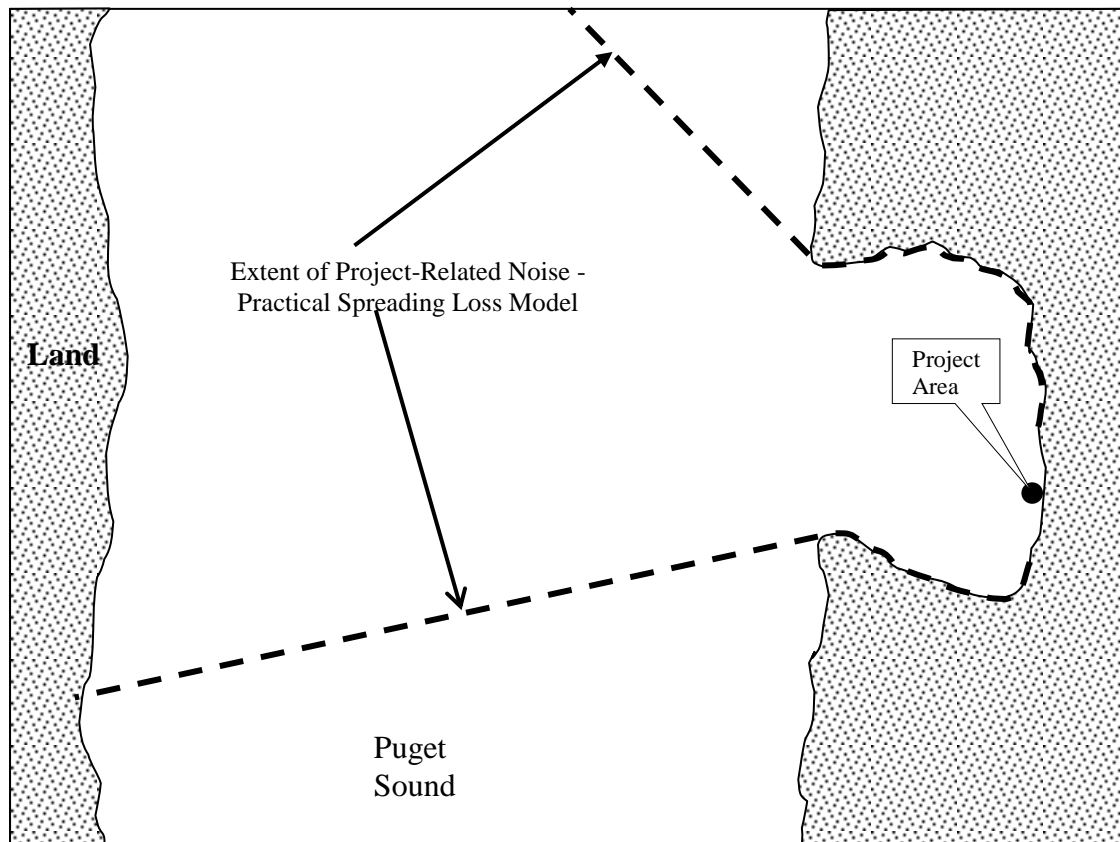 Extent of Project-Related Noise -
Practical Spreading Loss Model
Land
Project
Area
Puget
Sound